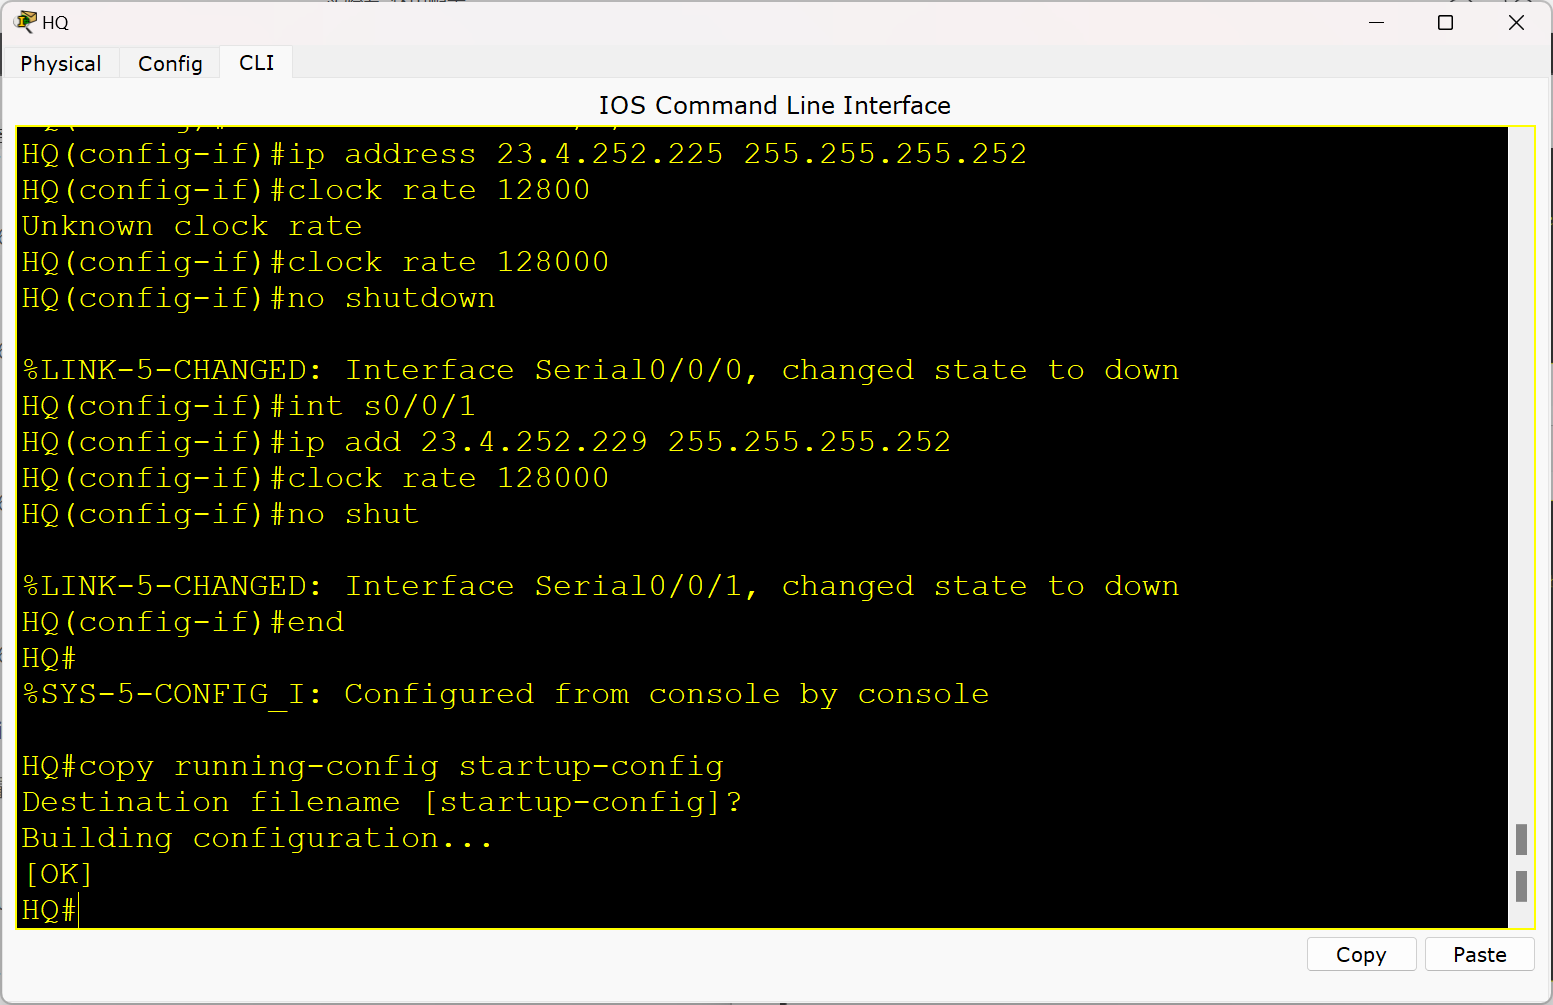 HQ
Physical Config CLI
IOS Command Line Interface
HQ(config-if)#ip address 23.4.252.225 255.255.255.252
HQ(config-if)#clock rate 12800
Unknown clock rate
HQ(config-if)#clock rate 128000
HQ(config-if)#no shutdown
%LINK-5-CHANGED: Interface Serial0/0/0, changed state to down
HQ(config-if)#int s0/0/1
HQ(config-if)#ip add 23.4.252.229 255.255.255.252
HQ(config-if)#clock rate 128000
HQ(config-if)#no shut
%LINK-5-CHANGED: Interface Serial0/0/1, changed state to down
HQ(config-if)#end
HQ#
%SYS-5-CONFIG_I: Configured from console by console
HQ#copy running-config startup-config
Destination filename [startup-config]?
Building configuration...
[OK]
HQ#
Copy Paste